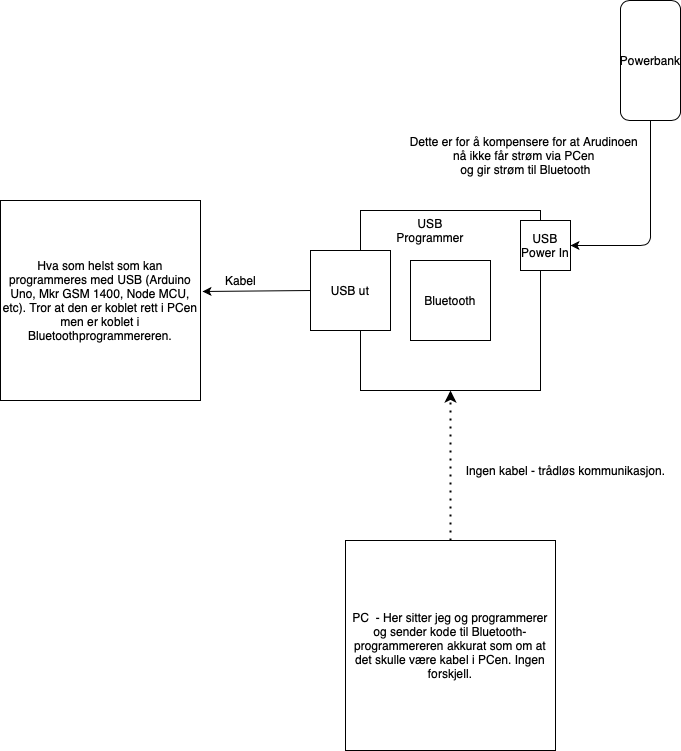 Powerbank
Dette er for å kompensere for at Arudinoen
nå ikke får strøm via PCen
og gir strøm til Bluetooth
USB
Programmer
USB
Power In
Hva som helst som kan
programmeres med USB (Arduino
Uno, Mkr GSM 1400, Node MCU,
etc). Tror at den er koblet rett i PCen
men er koblet i
Bluetoothprogrammereren.
Kabel
USB ut
Bluetooth
Ingen kabel - trådløs kommunikasjon.
PC - Her sitter jeg og programmerer
og sender kode til Bluetooth-
programmereren akkurat som om at
det skulle være kabel i PCen. Ingen
forskjell.